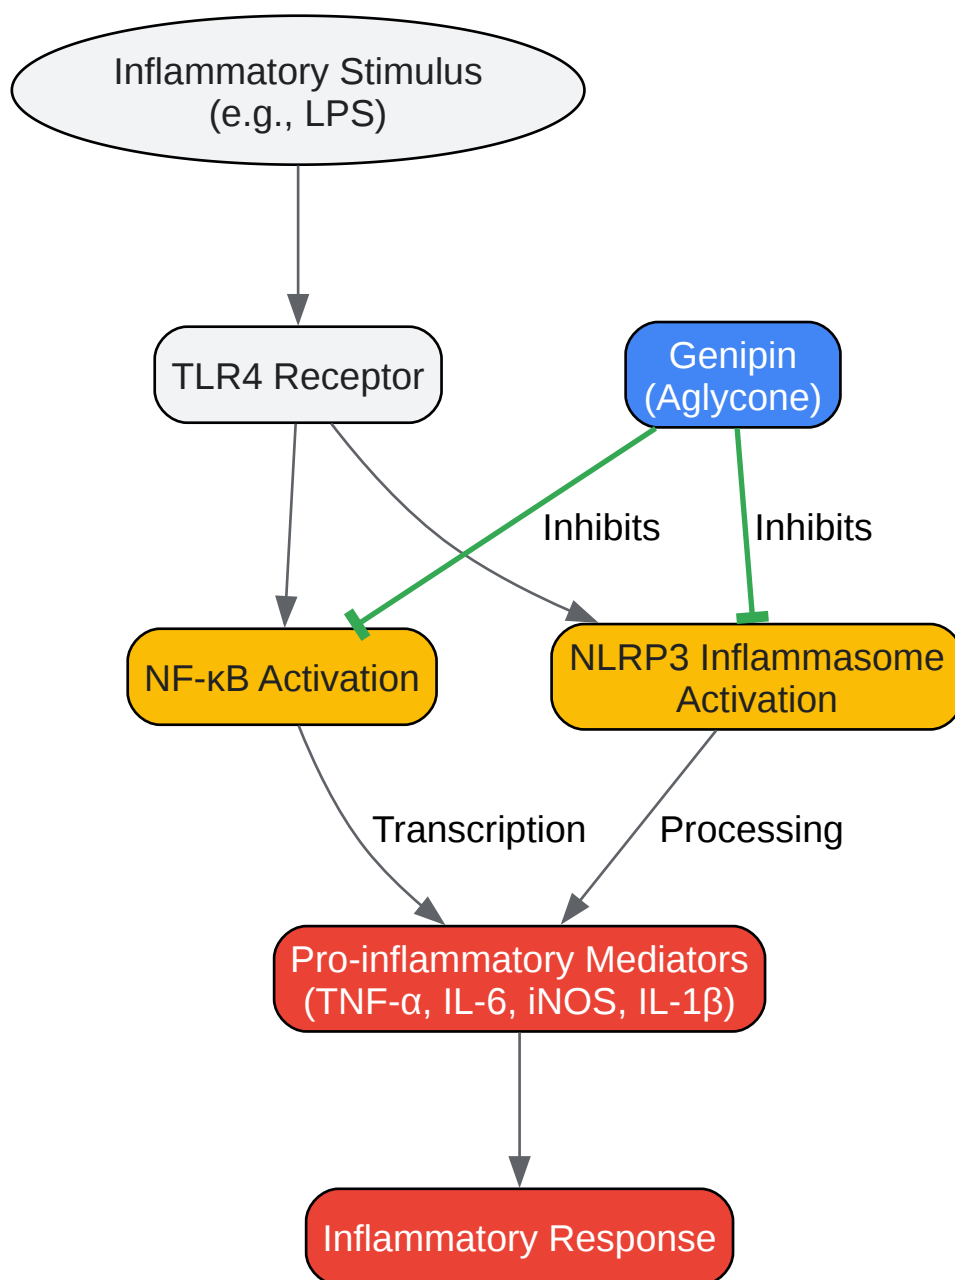 Inflammatory Stimulus
(e.g., LPS)
TLR4 Receptor
Genipin
(Aglycone)
Inhibits
Inhibits
NF-κB Activation
NLRP3 Inflammasome
Activation
Transcription
Processing
Pro-inflammatory Mediators
(TNF-α, IL-6, iNOS, IL-1β)
Inflammatory Response